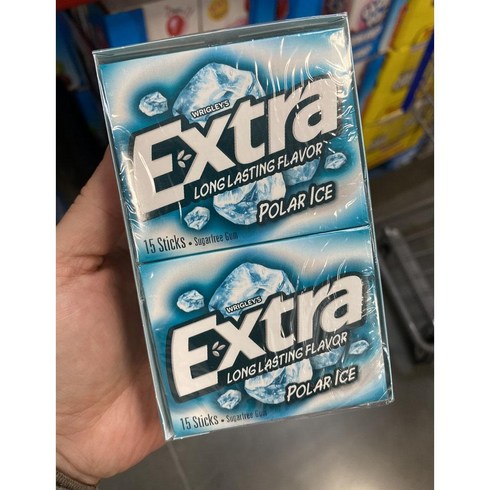 WRIGLEY'S
Extra
LONG LASTING FLAVOR
POLAR ICE
15 Sticks • Sugarfree Gum
WRIGLEY'S
Extra
LONG LASTING FLAVOR
POLAR ICE
15 Sticks • Sugarfree Gum